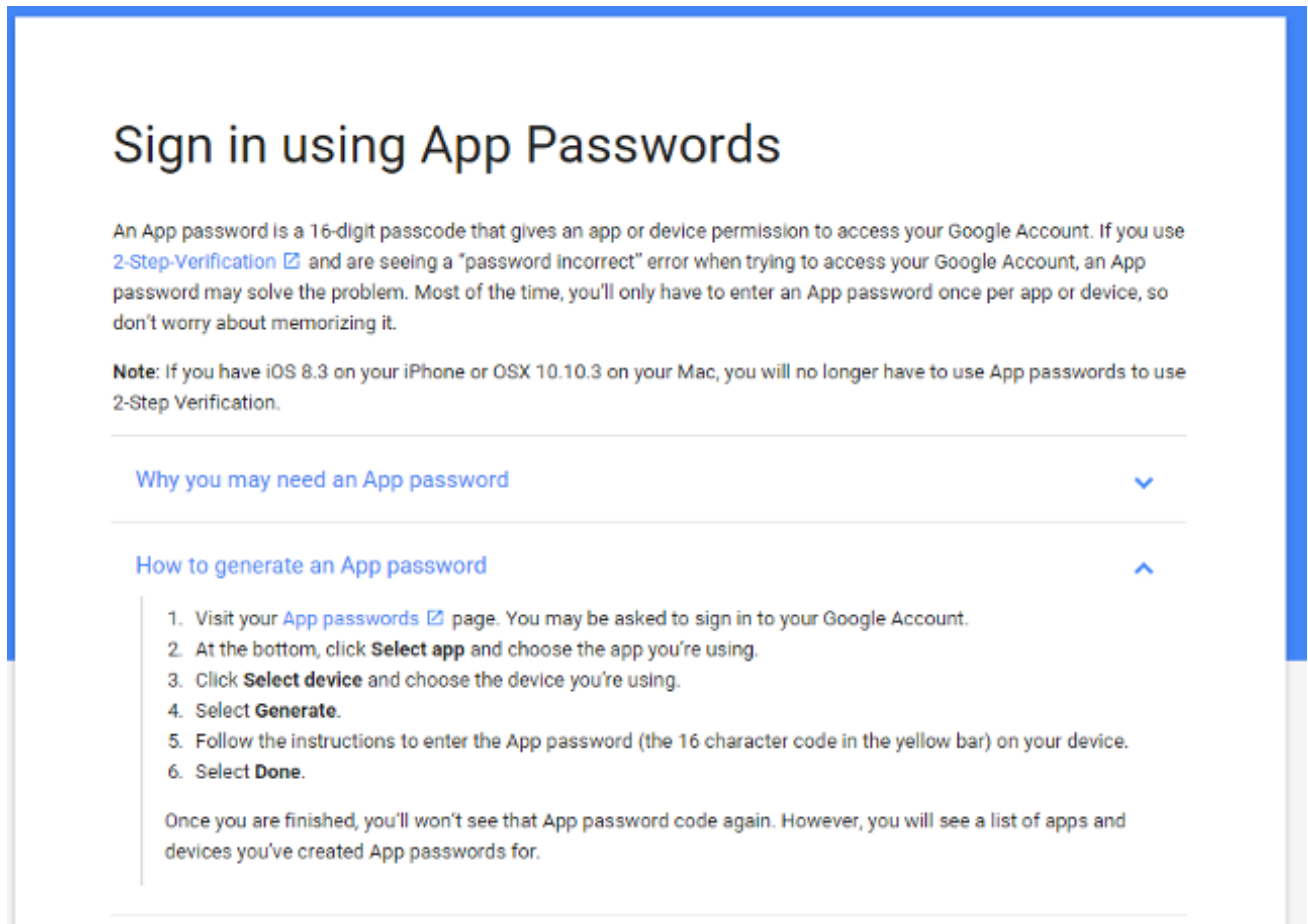 Sign in using App Passwords
An App password is a 16-digit passcode that gives an app or device permission to access your Google Account. If you use
2-Step-Verification and are seeing a “password incorrect” error when trying to access your Google Account, an App
password may solve the problem. Most of the time, you’ll only have to enter an App password once per app or device, so
don’t worry about memorizing it.
Note: If you have iOS 8.3 on your iPhone or OSX 10.10.3 on your Mac, you will no longer have to use App passwords to use
2-Step Verification.
Why you may need an App password
How to generate an App password
1. Visit your App passwords page. You may be asked to sign in to your Google Account.
2. At the bottom, click Select app and choose the app you’re using.
3. Click Select device and choose the device you’re using.
4. Select Generate.
5. Follow the instructions to enter the App password (the 16 character code in the yellow bar) on your device.
6. Select Done.
Once you are finished, you’ll won’t see that App password code again. However, you will see a list of apps and
devices you’ve created App passwords for.